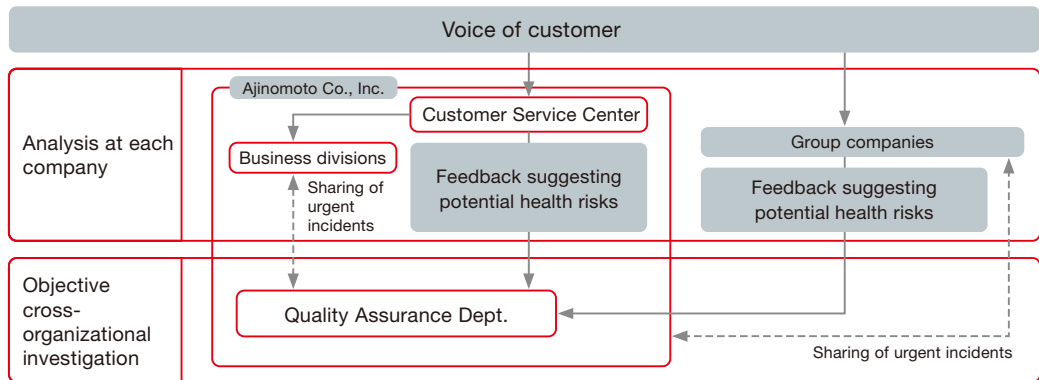 Voice of customer
Analysis at each
company
Ajinomoto Co., Inc.
Customer Service Center
Business divisions
Sharing of
urgent
incidents
Feedback suggesting
potential health risks
Group companies
Feedback suggesting
potential health risks
Objective
cross-
organizational
investigation
Quality Assurance Dept.
Sharing of urgent incidents